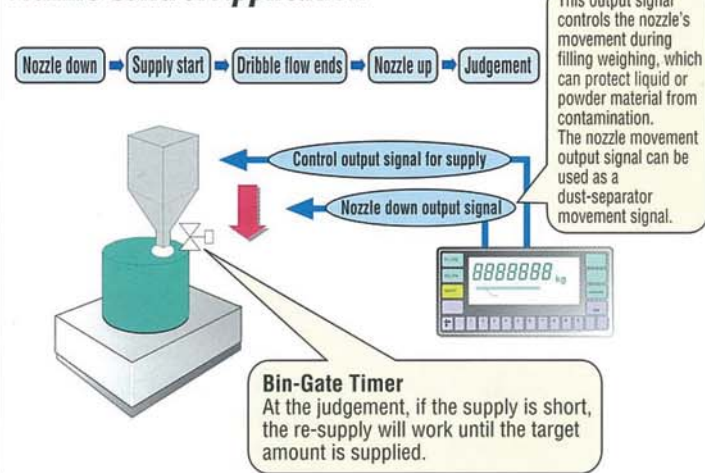 This output signal
controls the nozzle's
movement during
filling weighing, which
can protect liquid or
powder material from
contamination.
The nozzle movement
output signal can be
used as a
dust-separator
movement signal.
Nozzle down
Supply start
Dribble flow ends
Nozzle up
Judgement
Control output signal for supply
Nozzle down output signal
8888888 kg
Bin-Gate Timer
At the judgement, if the supply is short,
the re-supply will work until the target
amount is supplied.